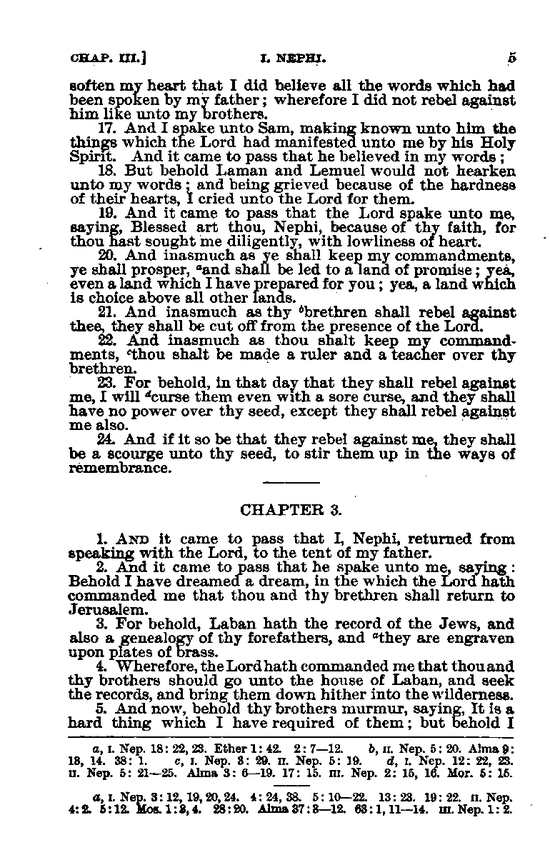 CHAP. III.] I. NEPHI. 5
soften my heart that I did believe all the words which had
been spoken by my father; wherefore I did not rebel against
him like unto my brothers.
17. And I spake unto Sam, making known unto him the
things which the Lord had manifested unto me by his Holy
Spirit. And it came to pass that he believed in my words;
18. But behold Laman and Lemuel would not hearken
unto my words; and being grieved because of the hardness
of their hearts, I cried unto the Lord for them.
19. And it came to pass that the Lord spake unto me,
saying, Blessed art thou, Nephi, because of thy faith, for
thou hast sought me diligently, with lowliness of heart.
20. And inasmuch as ye shall keep my commandments,
ye shall prosper, ᵃand shall be led to a land of promise; yea,
even a land which I have prepared for you; yea, a land which
is choice above all other lands.
21. And inasmuch as thy ᵇbrethren shall rebel against
thee, they shall be cut off from the presence of the Lord.
22. And inasmuch as thou shalt keep my command-
ments, ᶜthou shalt be made a ruler and a teacher over thy
brethren.
23. For behold, in that day that they shall rebel against
me, I will ᵈcurse them even with a sore curse, and they shall
have no power over thy seed, except they shall rebel against
me also.
24. And if it so be that they rebel against me, they shall
be a scourge unto thy seed, to stir them up in the ways of
remembrance.
CHAPTER 3.
1. AND it came to pass that I, Nephi, returned from
speaking with the Lord, to the tent of my father.
2. And it came to pass that he spake unto me, saying:
Behold I have dreamed a dream, in the which the Lord hath
commanded me that thou and thy brethren shall return to
Jerusalem.
3. For behold, Laban hath the record of the Jews, and
also a genealogy of thy forefathers, and ᵃthey are engraven
upon plates of brass.
4. Wherefore, the Lord hath commanded me that thou and
thy brothers should go unto the house of Laban, and seek
the records, and bring them down hither into the wilderness.
5. And now, behold thy brothers murmur, saying, It is a
hard thing which I have required of them; but behold I
a, I. Nep. 18: 22, 23. Ether 1: 42. 2: 7—12. b, II. Nep. 5: 20. Alma 9:
13, 14. 38: 1. c, I. Nep. 3: 29. II. Nep. 5: 19. d, I. Nep. 12: 22, 23.
II. Nep. 5: 21—25. Alma 3: 6—19. 17: 15. III. Nep. 2: 15, 16. Mor. 5: 15.
a, I. Nep. 3: 12, 19, 20, 24. 4: 24, 38. 5: 10—22. 13: 23. 19: 22. II. Nep.
4: 2. 5: 12. Mos. 1: 3, 4. 28: 20. Alma 37: 3—12. 63: 1, 11—14. III. Nep. 1: 2.